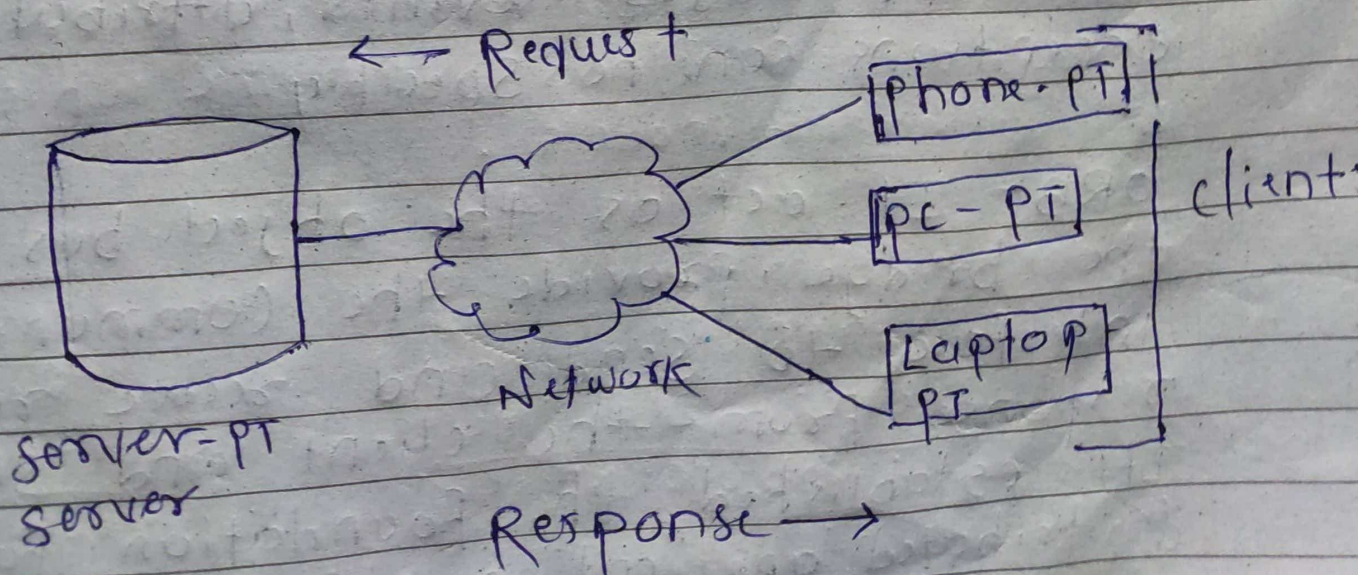 ← Request
Phone-PT
PC-PT
Client
Laptop
PT
Network
Server-PT
Server
Response →